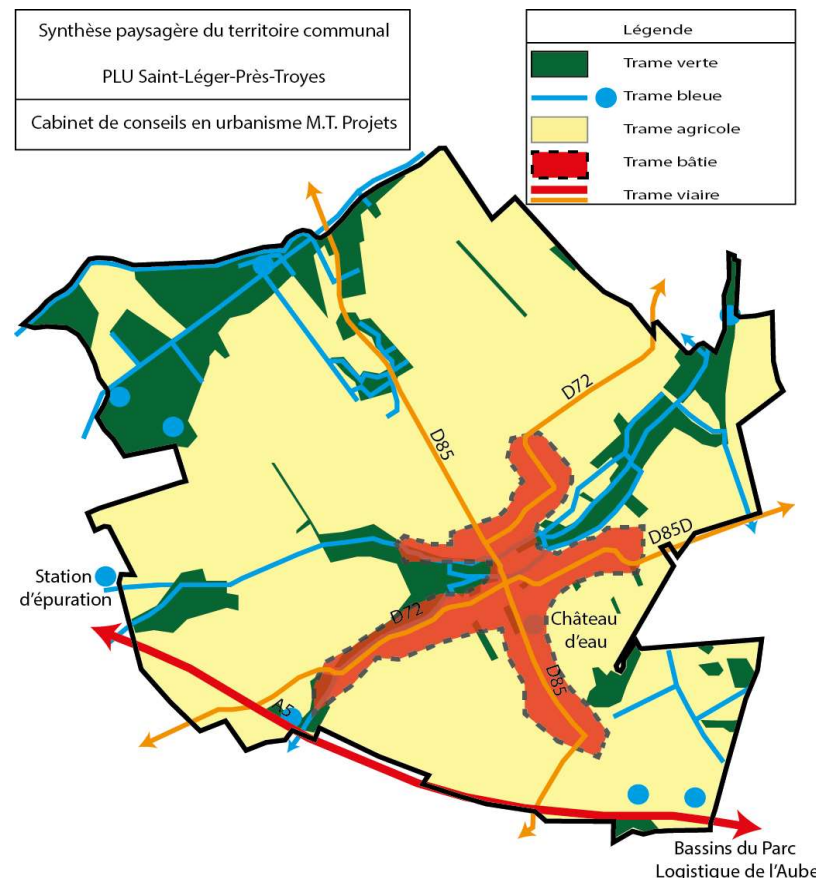 Synthèse paysagère du territoire communal
PLU Saint-Léger-Près-Troyes
Cabinet de conseils en urbanisme M.T. Projets
Légende
Trame verte
Trame bleue
Trame agricole
Trame bâtie
Trame viaire
D72
D85
D85D
Station
d'épuration
D72
Château
d'eau
D85
A5
Bassins du Parc
Logistique de l'Aube